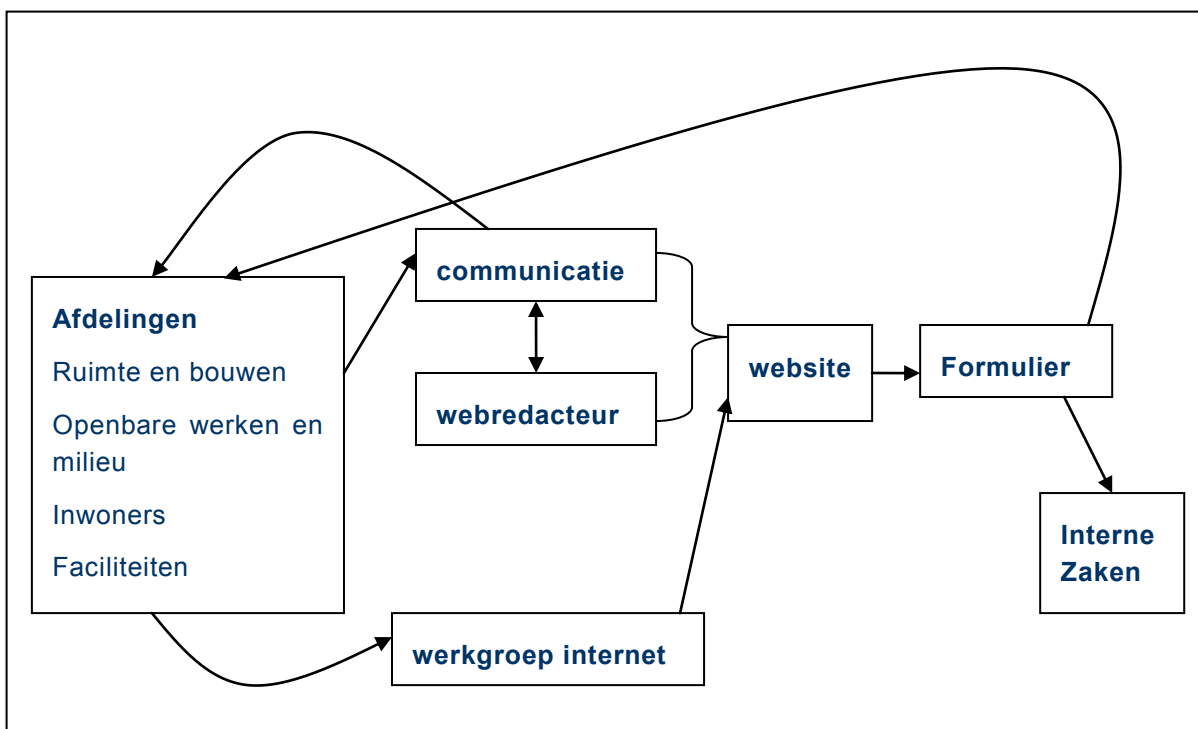 Afdelingen
Ruimte en bouwen
Openbare werken en
milieu
Inwoners
Faciliteiten
communicatie
webredacteur
website
Formulier
Interne
Zaken
werkgroep internet